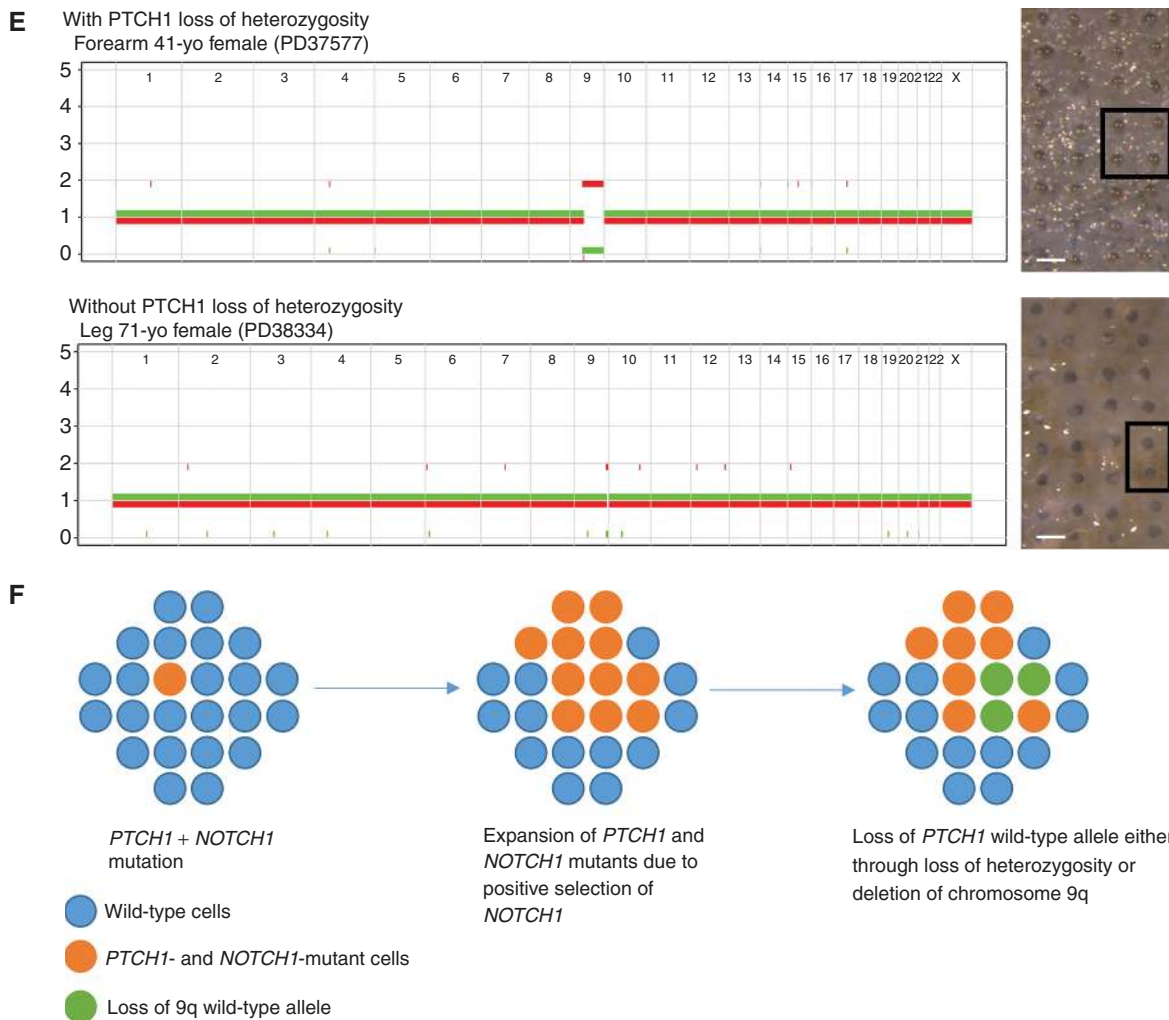 E
With PTCH1 loss of heterozygosity
Forearm 41-yo female (PD37577)
5
4
3
2
1
0
1 2 3 4 5 6 7 8 9 10 11 12 13 14 15 16 17 18 19 20 21 22 X
Without PTCH1 loss of heterozygosity
Leg 71-yo female (PD38334)
5
4
3
2
1
0
1 2 3 4 5 6 7 8 9 10 11 12 13 14 15 16 17 18 19 20 21 22 X
F
PTCH1 + NOTCH1
mutation
Expansion of PTCH1 and
NOTCH1 mutants due to
positive selection of
NOTCH1
Loss of PTCH1 wild-type allele either
through loss of heterozygosity or
deletion of chromosome 9q
Wild-type cells
PTCH1- and NOTCH1-mutant cells
Loss of 9q wild-type allele